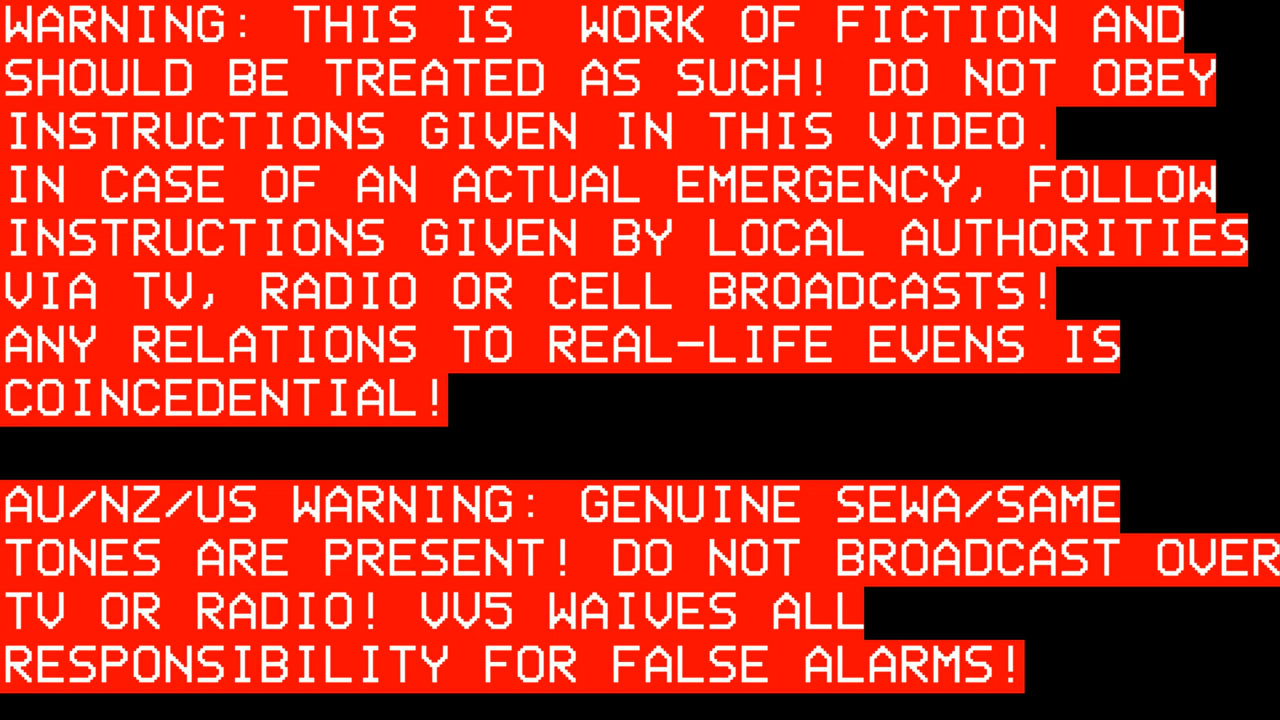 WARNING: THIS IS  WORK OF FICTION AND
SHOULD BE TREATED AS SUCH! DO NOT OBEY
INSTRUCTIONS GIVEN IN THIS VIDEO.
IN CASE OF AN ACTUAL EMERGENCY, FOLLOW
INSTRUCTIONS GIVEN BY LOCAL AUTHORITIES
VIA TV, RADIO OR CELL BROADCASTS!
ANY RELATIONS TO REAL-LIFE EVENS IS
COINCEDENTIAL!
AU/NZ/US WARNING: GENUINE SEWA/SAME
TONES ARE PRESENT! DO NOT BROADCAST OVER
TV OR RADIO! VV5 WAIVES ALL
RESPONSIBILITY FOR FALSE ALARMS!